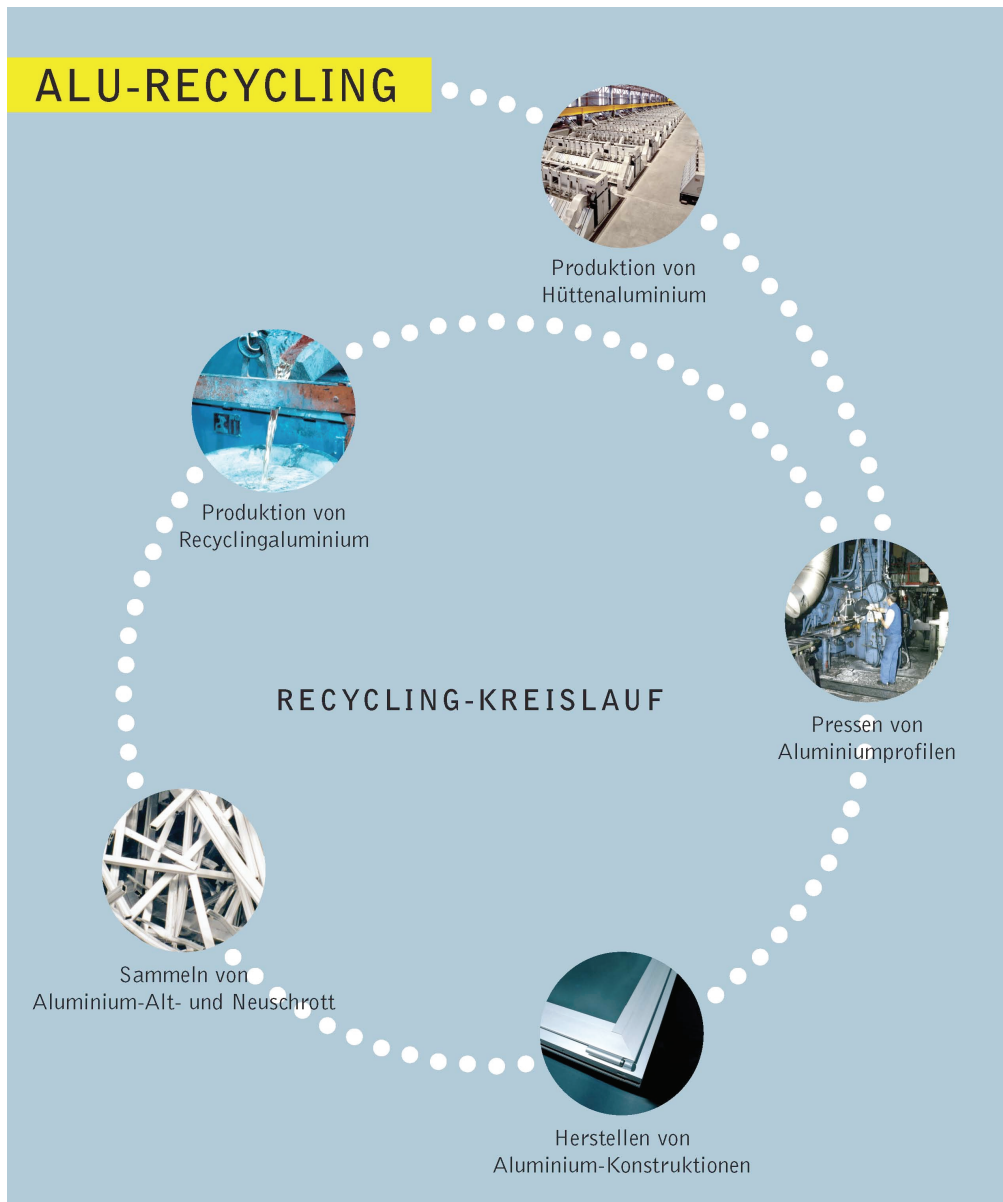 ALU-RECYCLING
Produktion von
Hüttenaluminium
Produktion von
Recyclingaluminium
RECYCLING-KREISLAUF
Pressen von
Aluminiumprofilen
Sammeln von
Aluminium-Alt- und Neuschrott
Herstellen von
Aluminium-Konstruktionen